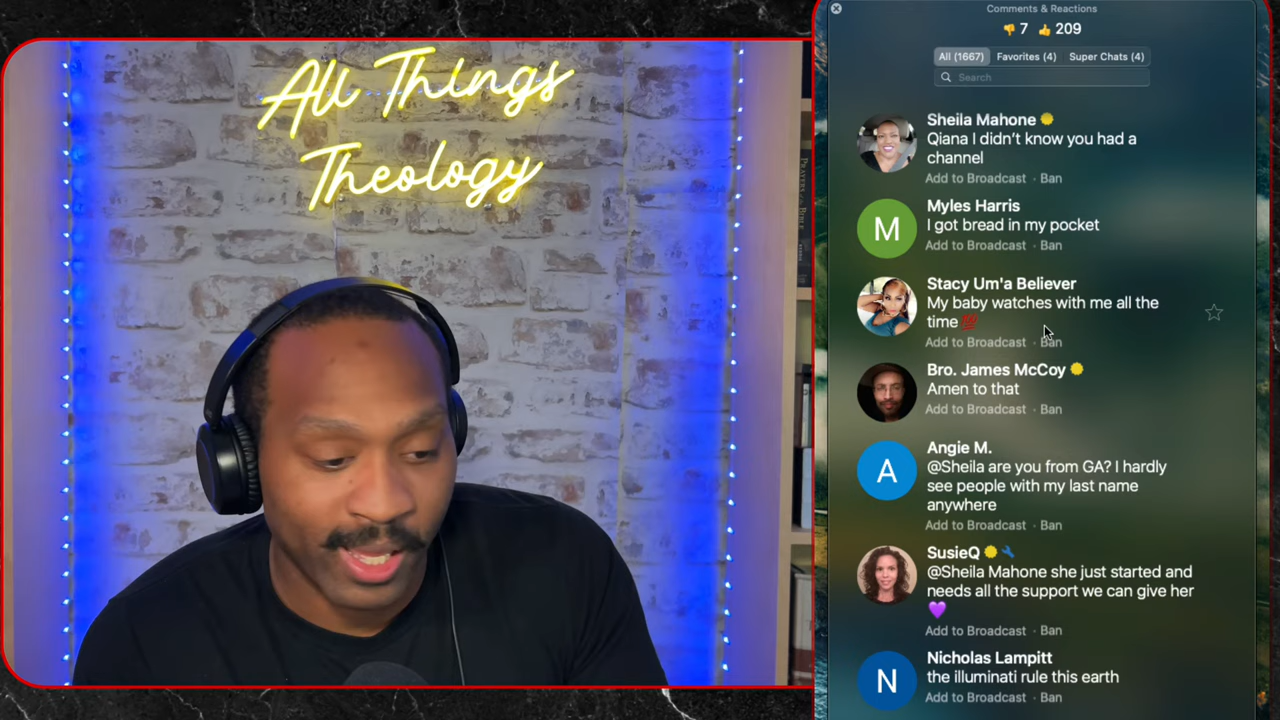 All Things
Theology
Comments & Reactions
👎 7 👍 209
All (1667) Favorites (4) Super Chats (4)
Search
Sheila Mahone
Qiana I didn't know you had a
channel
Add to Broadcast · Ban
M
Myles Harris
I got bread in my pocket
Add to Broadcast · Ban
Stacy Um'a Believer
My baby watches with me all the
time 💯
Add to Broadcast · Ban
Bro. James McCoy
Amen to that
Add to Broadcast · Ban
A
Angie M.
@Sheila are you from GA? I hardly
see people with my last name
anywhere
Add to Broadcast · Ban
SusieQ
@Sheila Mahone she just started and
needs all the support we can give her
💜
Add to Broadcast · Ban
N
Nicholas Lampitt
the illuminati rule this earth
Add to Broadcast · Ban